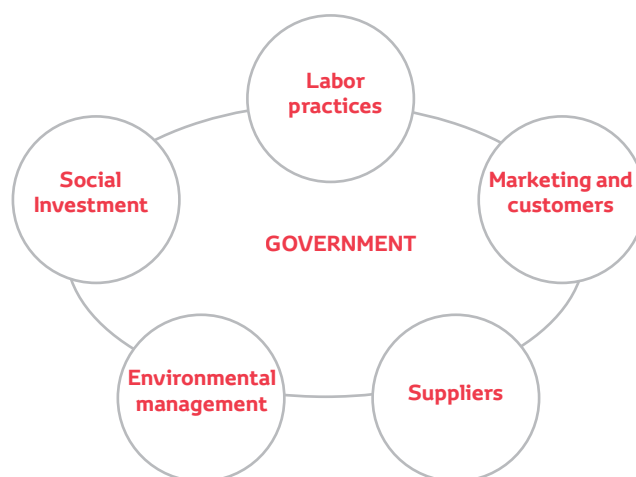 Labor
practices
Social
Investment
Marketing and
customers
GOVERNMENT
Environmental
management
Suppliers